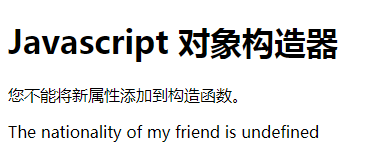 Javascript 对象构造器
您不能将新属性添加到构造函数。
The nationality of my friend is undefined